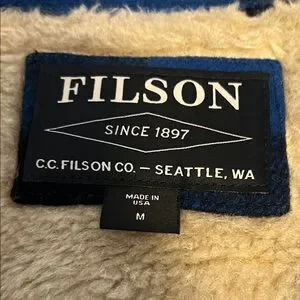 FILSON
SINCE 1897
C.C. FILSON CO. — SEATTLE, WA
MADE IN
USA
M